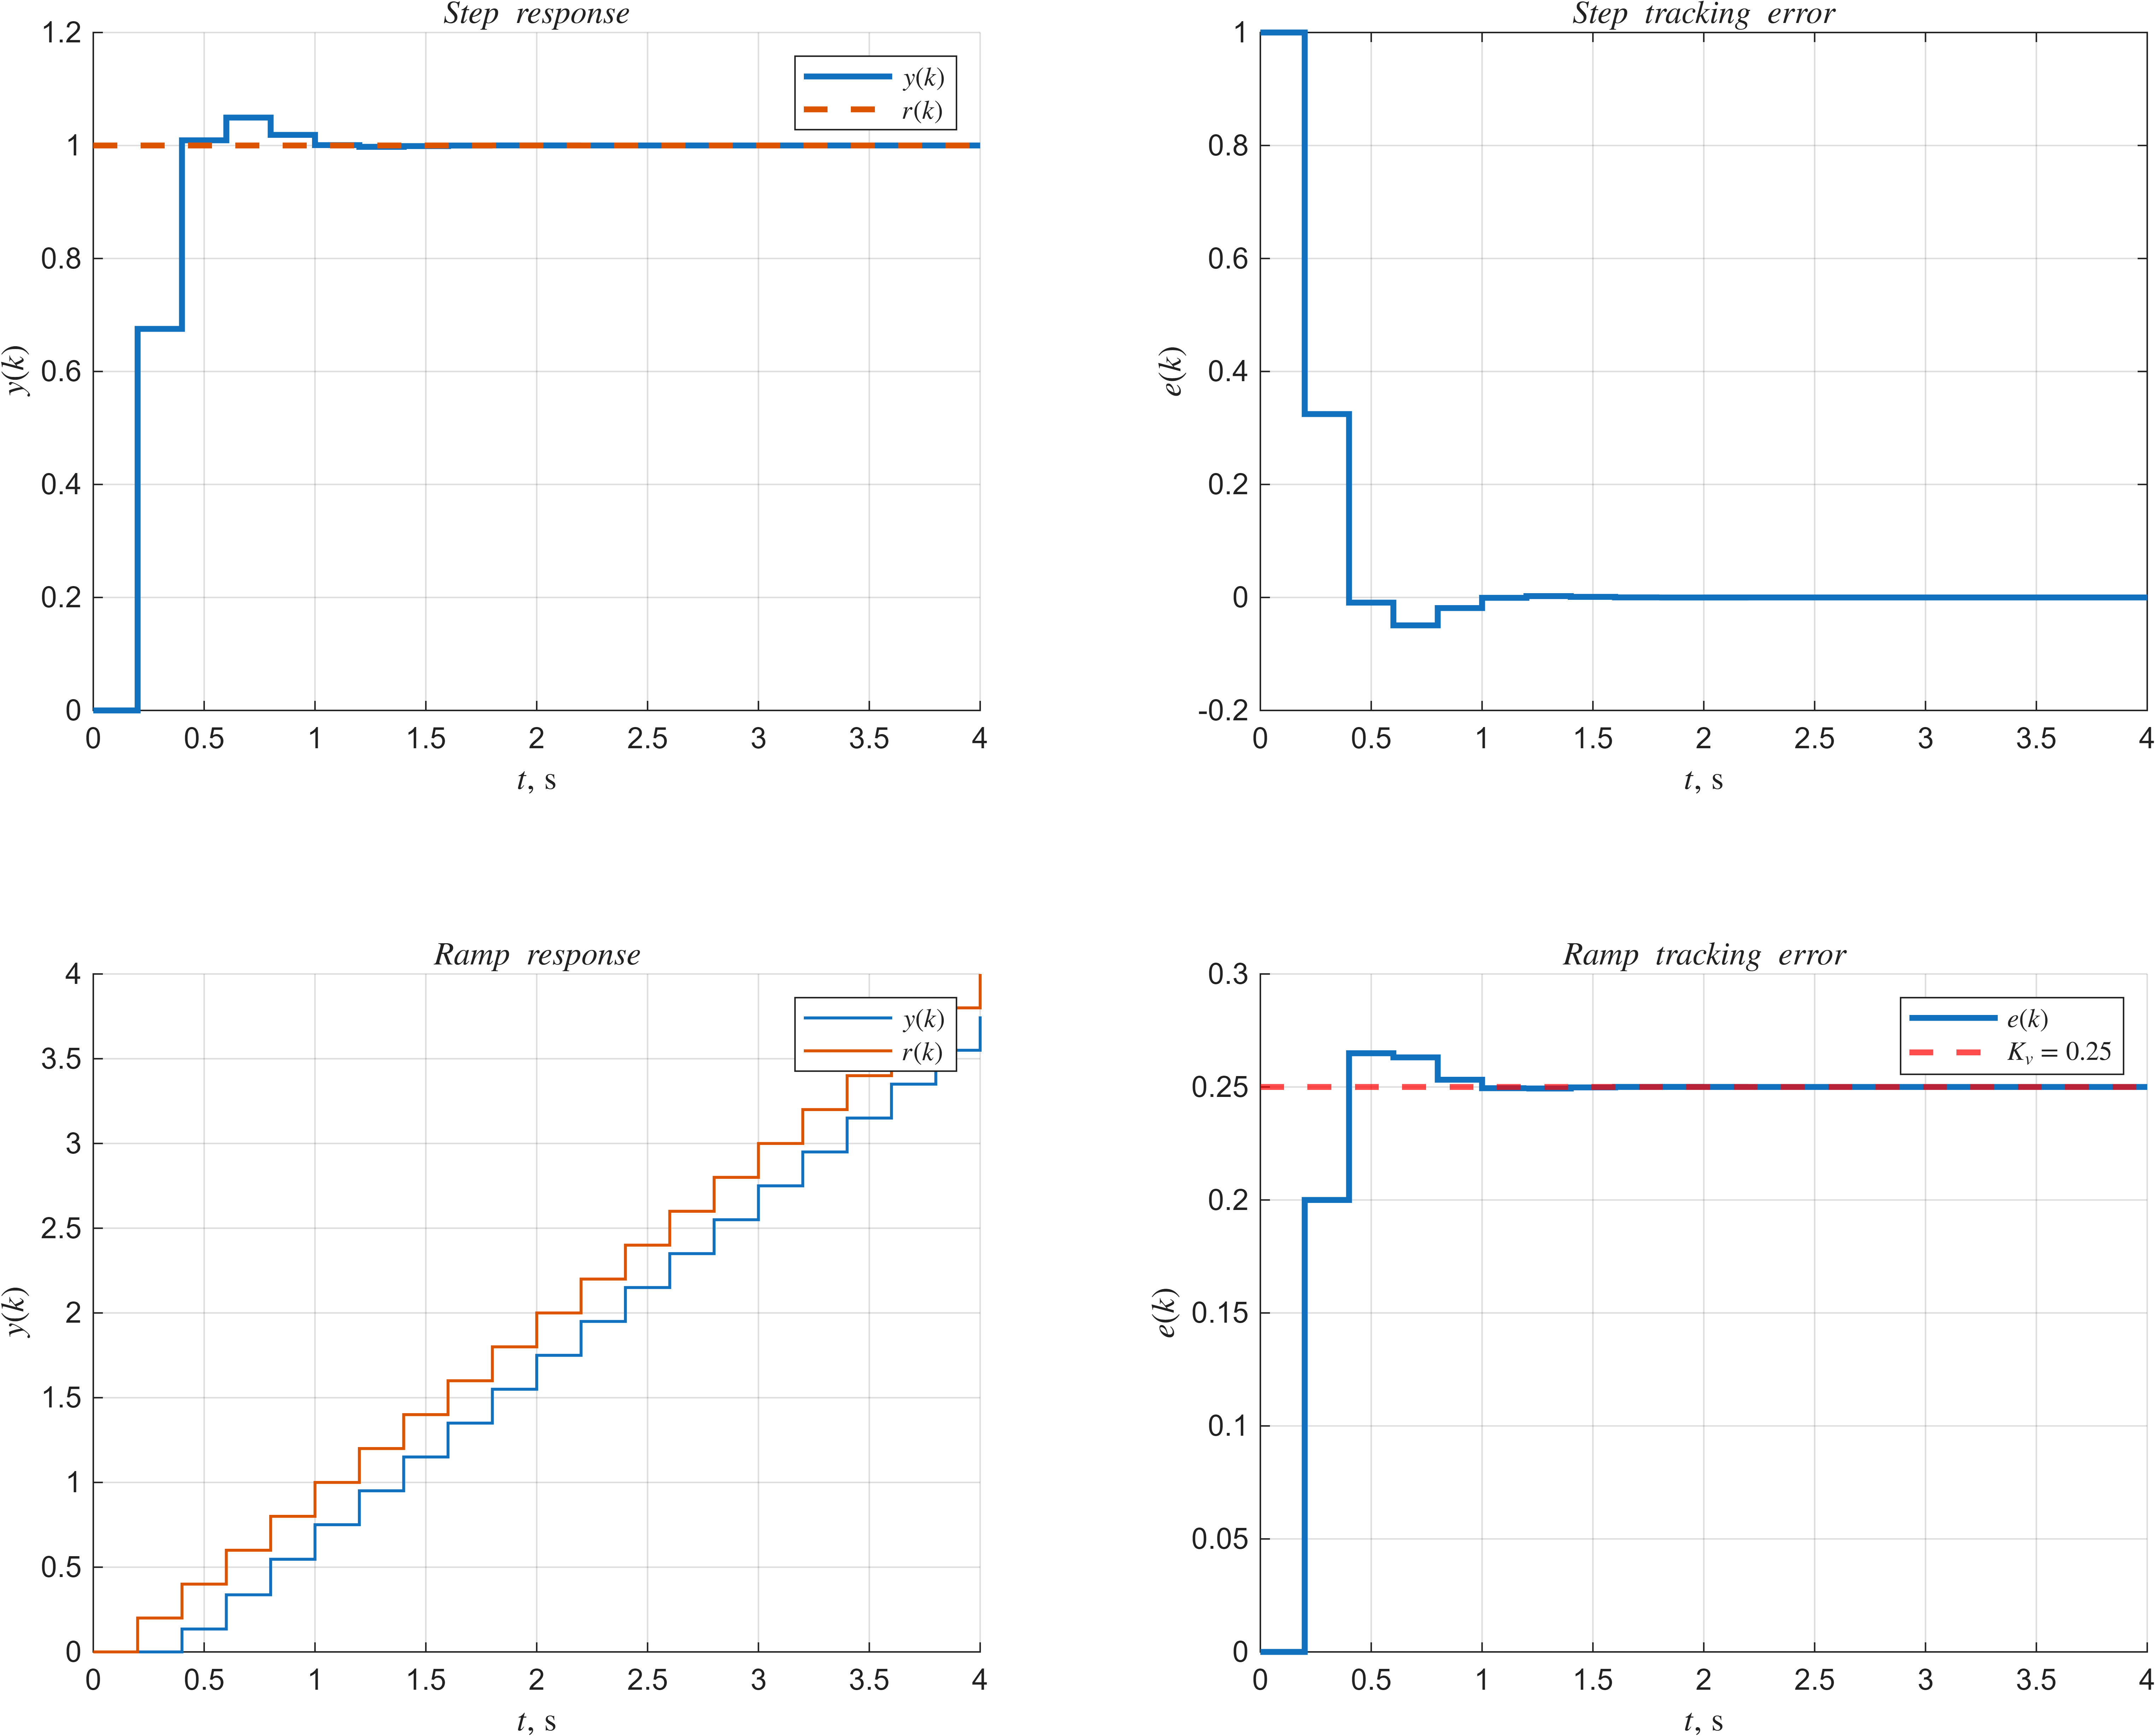 Step response
1.2
1
0.8
0.6
0.4
0.2
0
y(k)
y(k)
r(k)
0 0.5 1 1.5 2 2.5 3 3.5 4
t, s
Step tracking error
1
0.8
0.6
0.4
0.2
0
-0.2
e(k)
0 0.5 1 1.5 2 2.5 3 3.5 4
t, s
Ramp response
4
3.5
3
2.5
2
1.5
1
0.5
0
y(k)
y(k)
r(k)
0 0.5 1 1.5 2 2.5 3 3.5 4
t, s
Ramp tracking error
0.3
0.25
0.2
0.15
0.1
0.05
0
e(k)
e(k)
Kᵥ = 0.25
0 0.5 1 1.5 2 2.5 3 3.5 4
t, s